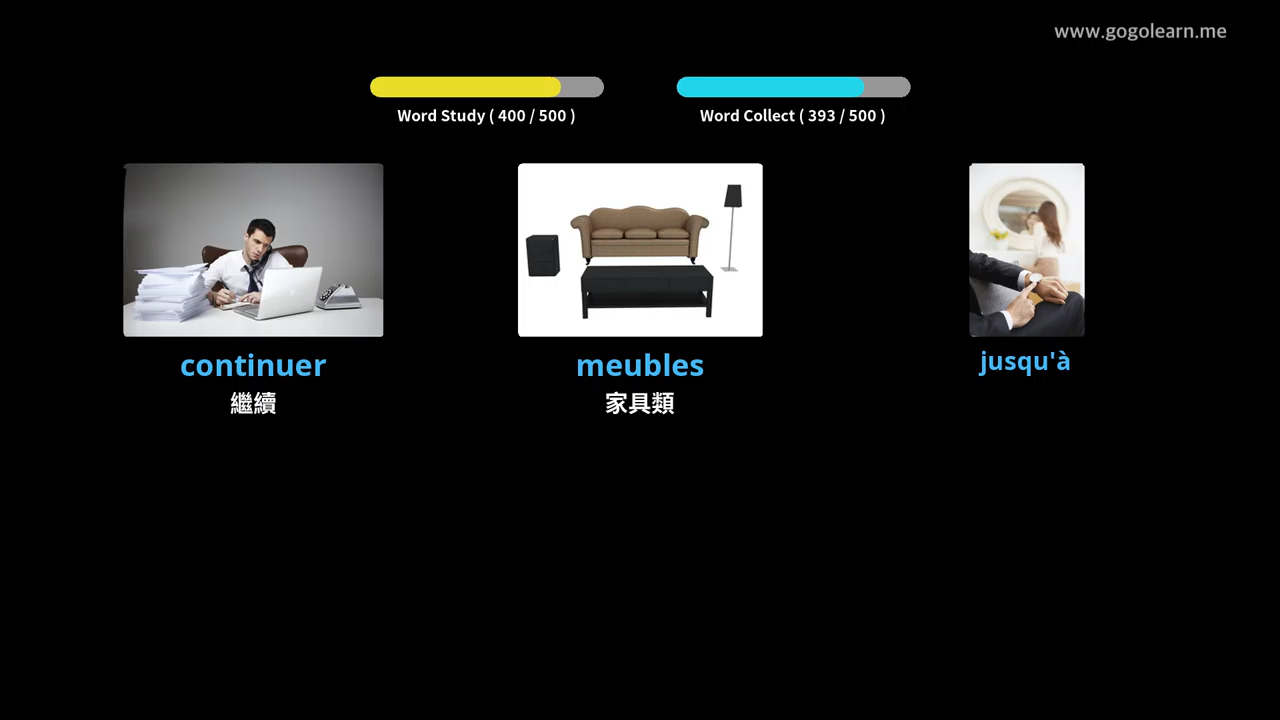 www.gogolearn.me
Word Study ( 400 / 500 )
Word Collect ( 393 / 500 )
continuer
繼續
meubles
家具類
jusqu'à